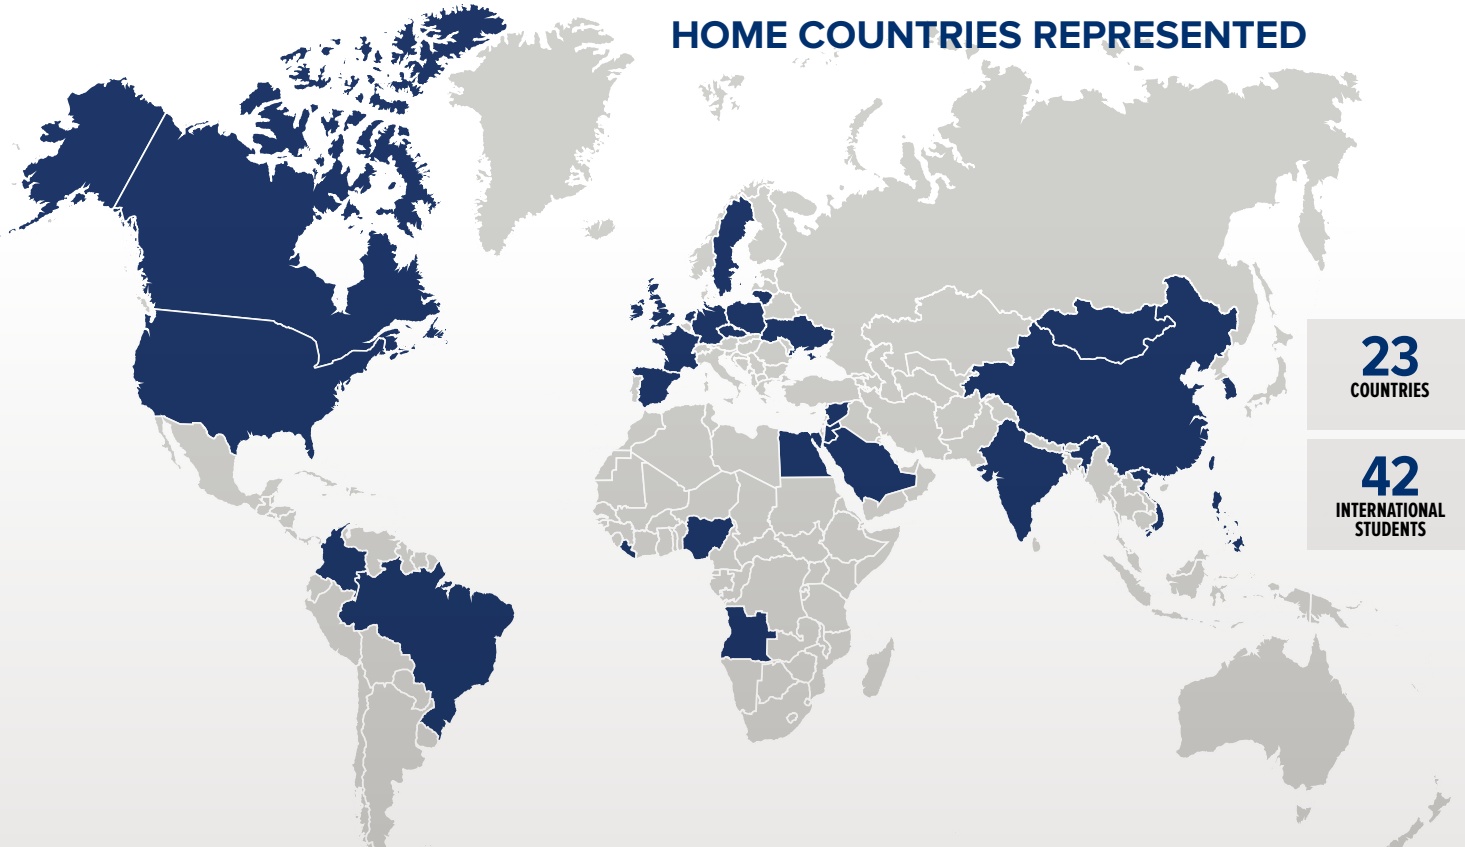 HOME COUNTRIES REPRESENTED
23
COUNTRIES
42
INTERNATIONAL
STUDENTS